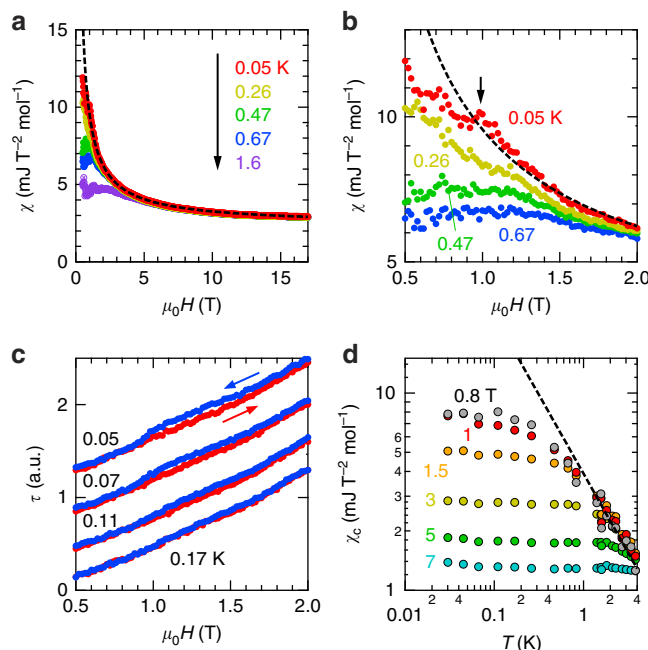 a
15
10
5
0
χ (mJ T⁻² mol⁻¹)
0.05 K
0.26
0.47
0.67
1.6
0 5 10 15
μ₀H (T)
b
10
5
χ (mJ T⁻² mol⁻¹)
0.05 K
0.26
0.47
0.67
0.5 1.0 1.5 2.0
μ₀H (T)
c
2
1
0
τ (a.u.)
0.05
0.07
0.11
0.17 K
0.5 1.0 1.5 2.0
μ₀H (T)
d
10
6
5
4
3
2
1
χc (mJ T⁻² mol⁻¹)
0.8 T
1
1.5
3
5
7
0.01 2 4 0.1 2 4 1 2 4
T (K)